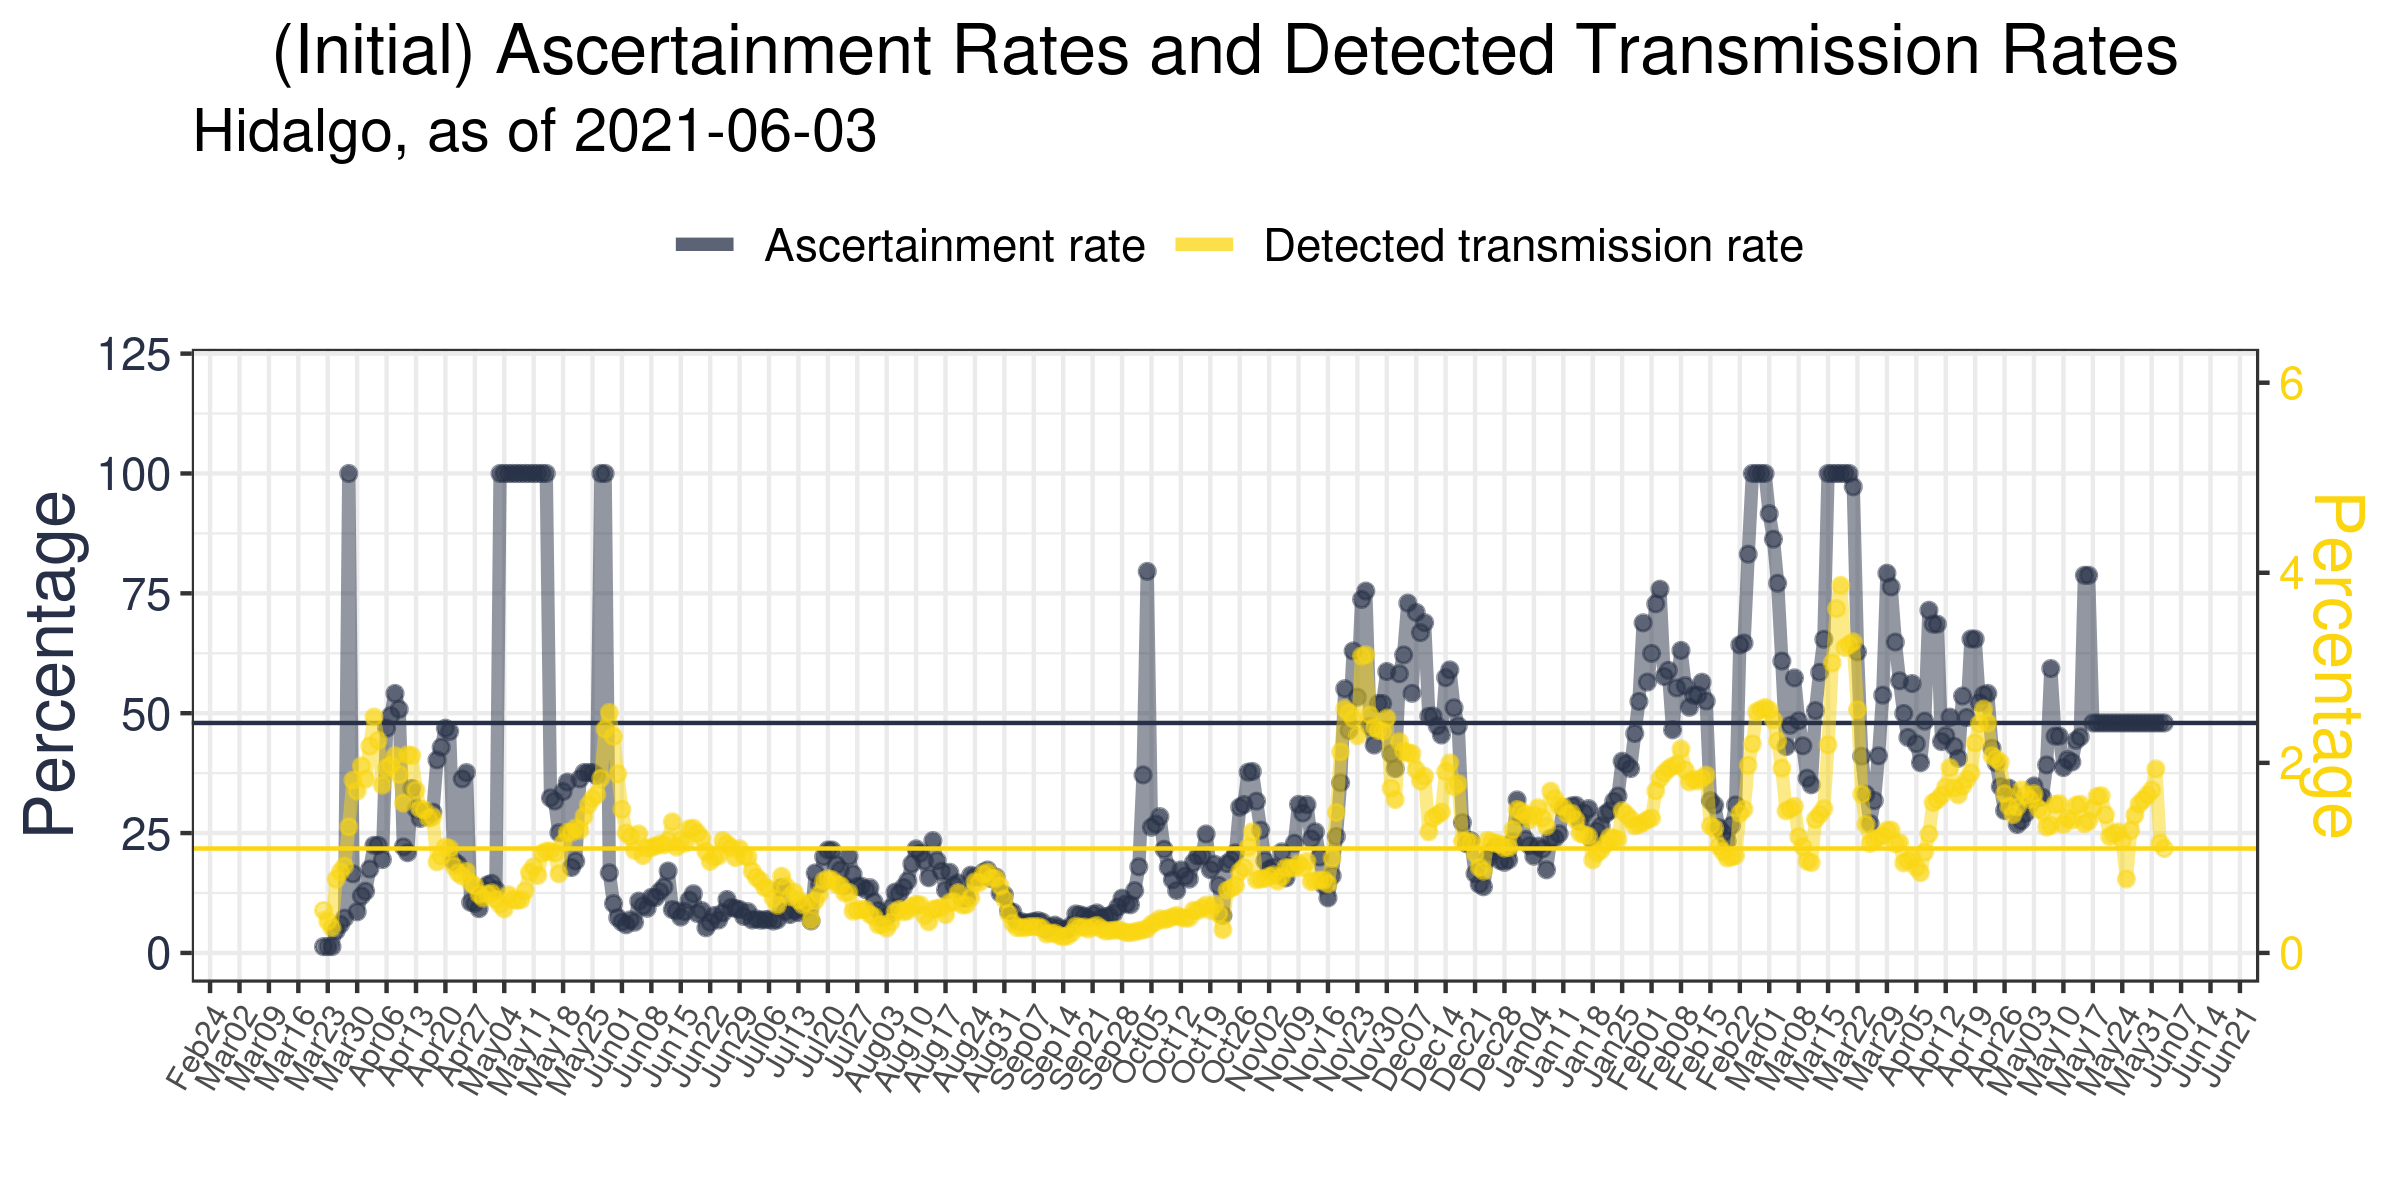 (Initial) Ascertainment Rates and Detected Transmission Rates
Hidalgo, as of 2021-06-03
Ascertainment rate
Detected transmission rate
Percentage
125
100
75
50
25
0
6
4
2
0
Percentage
Feb24
Mar02
Mar09
Mar16
Mar23
Mar30
Apr06
Apr13
Apr20
Apr27
May04
May11
May18
May25
Jun01
Jun08
Jun15
Jun22
Jun29
Jul06
Jul13
Jul20
Jul27
Aug03
Aug10
Aug17
Aug24
Aug31
Sep07
Sep14
Sep21
Sep28
Oct05
Oct12
Oct19
Oct26
Nov02
Nov09
Nov16
Nov23
Nov30
Dec07
Dec14
Dec21
Dec28
Jan04
Jan11
Jan18
Jan25
Feb01
Feb08
Feb15
Feb22
Mar01
Mar08
Mar15
Mar22
Mar29
Apr05
Apr12
Apr19
Apr26
May03
May10
May17
May24
May31
Jun07
Jun14
Jun21